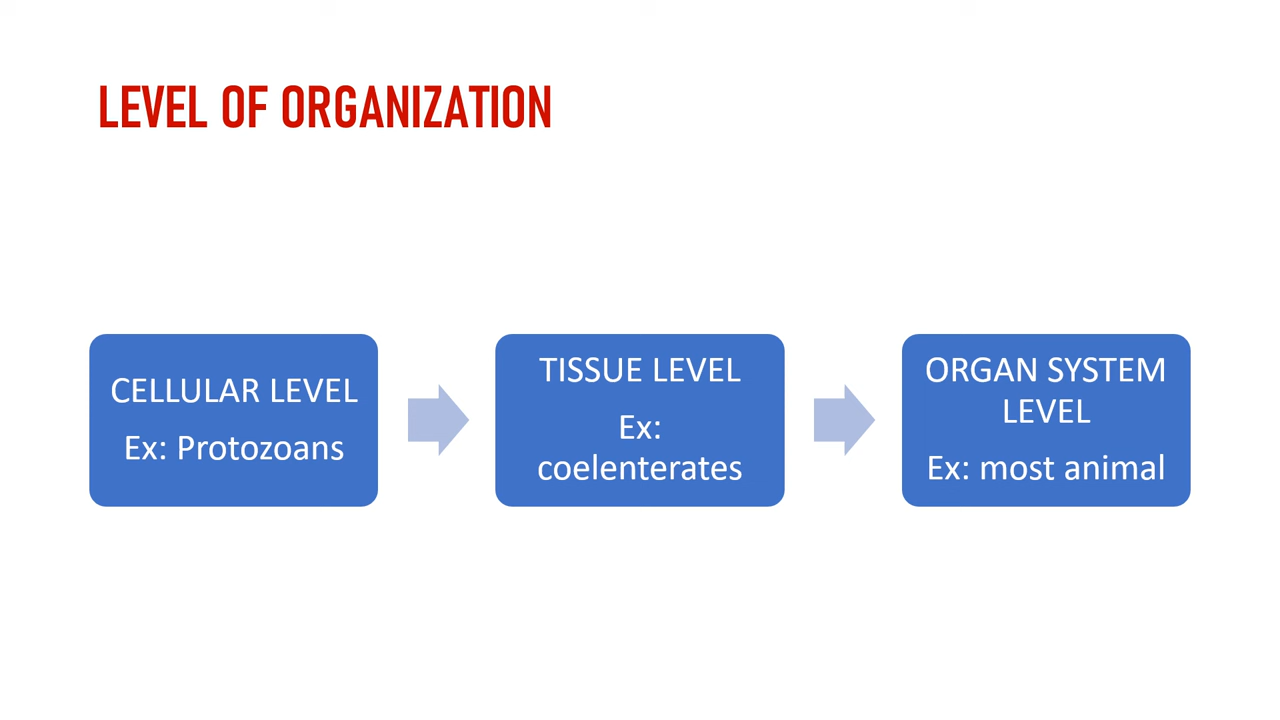 LEVEL OF ORGANIZATION
CELLULAR LEVEL
Ex: Protozoans
TISSUE LEVEL
Ex:
coelenterates
ORGAN SYSTEM
LEVEL
Ex: most animal